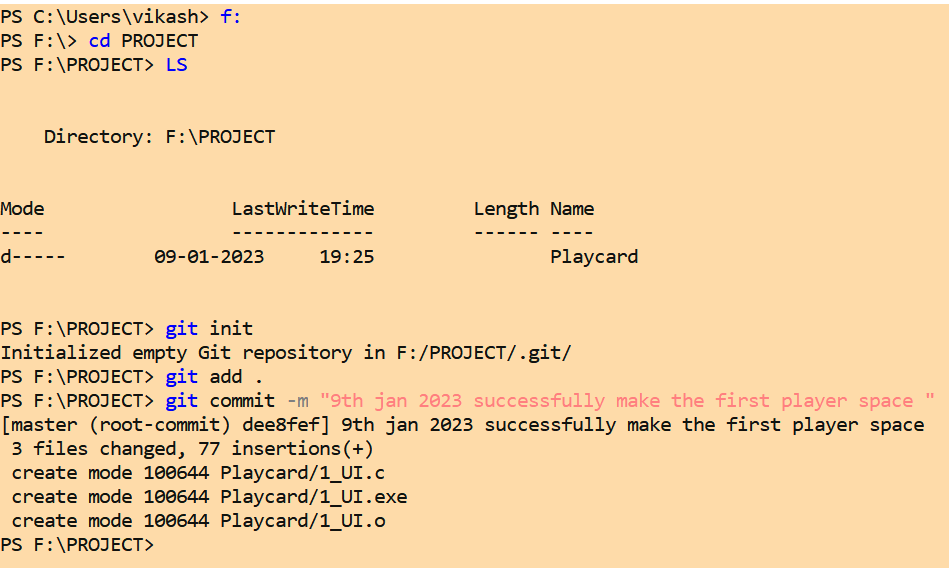 PS C:\Users\vikash> f:
PS F:\> cd PROJECT
PS F:\PROJECT> LS
Directory: F:\PROJECT
Mode LastWriteTime Length Name
---- ------------- ------ ----
d----- 09-01-2023 19:25 Playcard
PS F:\PROJECT> git init
Initialized empty Git repository in F:/PROJECT/.git/
PS F:\PROJECT> git add .
PS F:\PROJECT> git commit -m "9th jan 2023 successfully make the first player space "
[master (root-commit) dee8fef] 9th jan 2023 successfully make the first player space
3 files changed, 77 insertions(+)
create mode 100644 Playcard/1_UI.c
create mode 100644 Playcard/1_UI.exe
create mode 100644 Playcard/1_UI.o
PS F:\PROJECT>